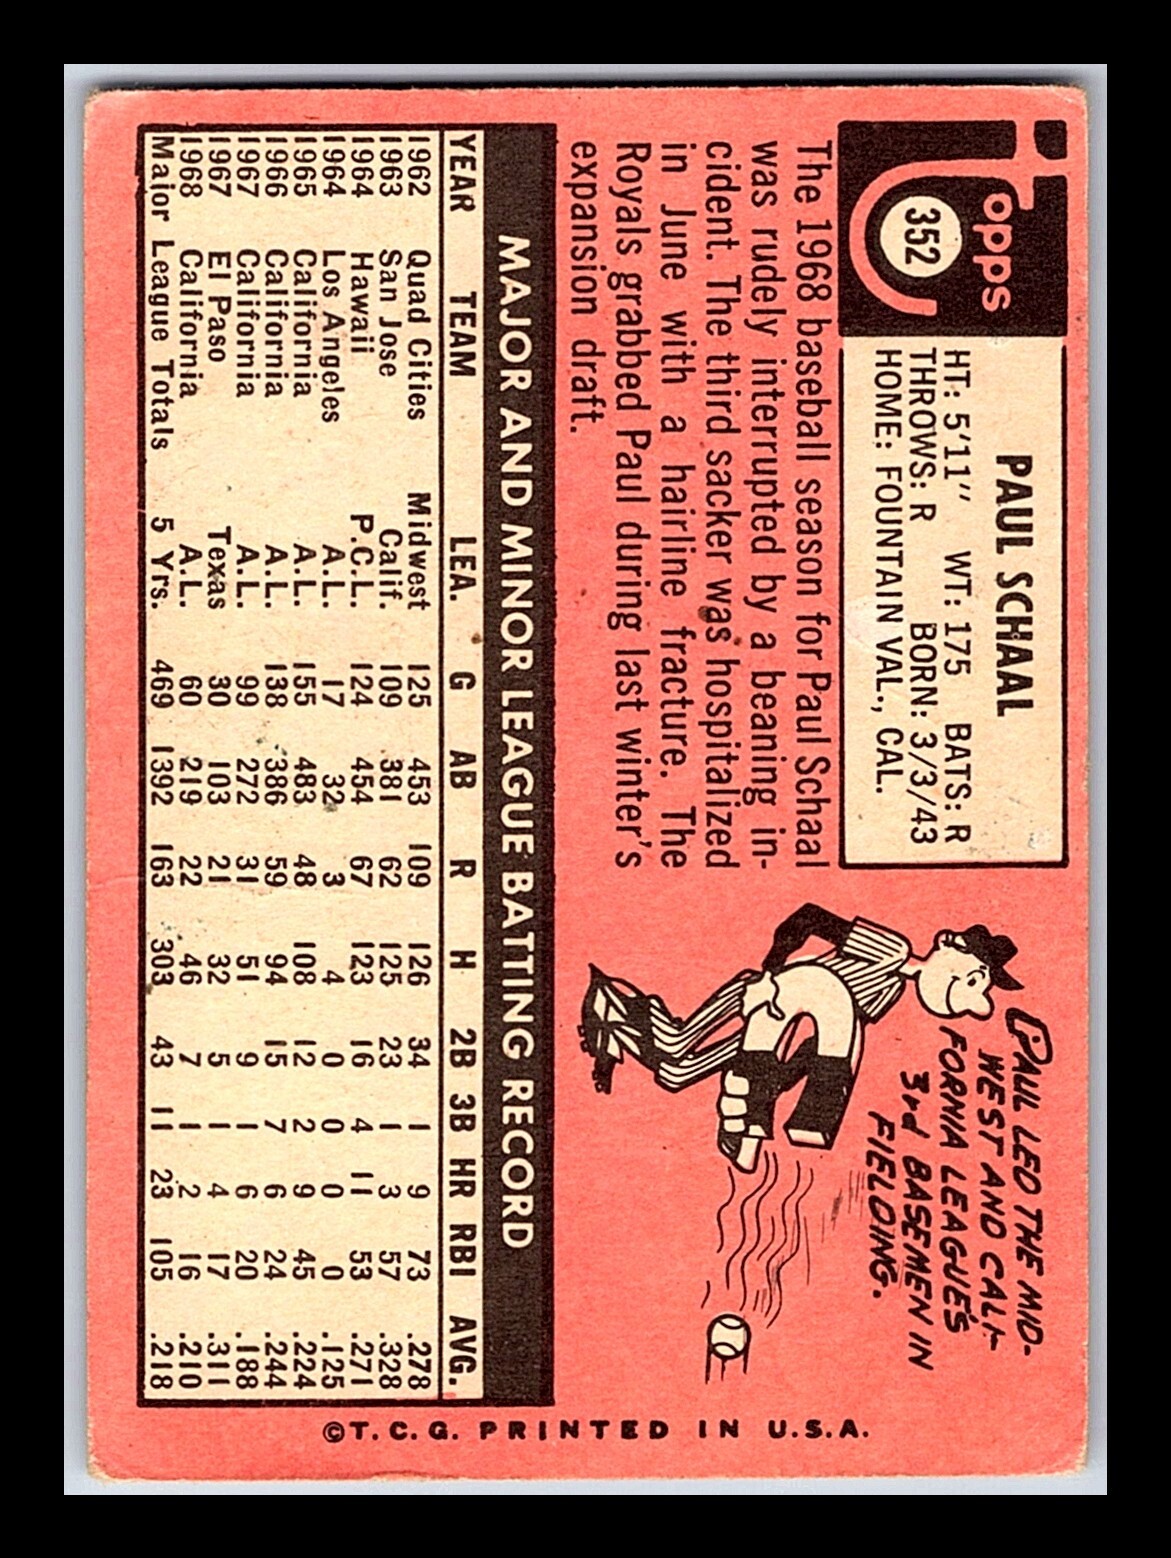 Topps
352
PAUL SCHAAL
HT: 5'11" WT: 175 BATS: R
THROWS: R BORN: 3/3/43
HOME: FOUNTAIN VAL., CAL.
The 1968 baseball season for Paul Schaal
was rudely interrupted by a beaning in-
cident. The third sacker was hospitalized
in June with a hairline fracture. The
Royals grabbed Paul during last winter's
expansion draft.
PAUL LED THE MID-
WEST AND CALI-
FORNIA LEAGUE'S
3rd BASEMEN IN
FIELDING.
MAJOR AND MINOR LEAGUE BATTING RECORD
YEAR TEAM LEA. G AB R H 2B 3B HR RBI AVG.
1962 Quad Cities Midwest 125 453 109 126 34 1 9 73 .278
1963 San Jose Calif. 109 381 62 125 23 1 3 57 .328
1964 Hawaii P.C.L. 124 454 67 123 16 4 11 53 .271
1964 Los Angeles A.L. 17 32 3 4 0 0 0 0 .125
1965 California A.L. 155 483 48 108 12 2 9 45 .224
1966 California A.L. 138 386 59 94 15 7 6 24 .244
1967 California A.L. 99 272 31 51 9 1 6 20 .188
1967 El Paso Texas 30 103 21 32 5 1 4 17 .311
1968 California A.L. 60 219 22 46 7 1 2 16 .210
Major League Totals 5 Yrs. 469 1392 163 303 43 11 23 105 .218
©T.C.G. PRINTED IN U.S.A.